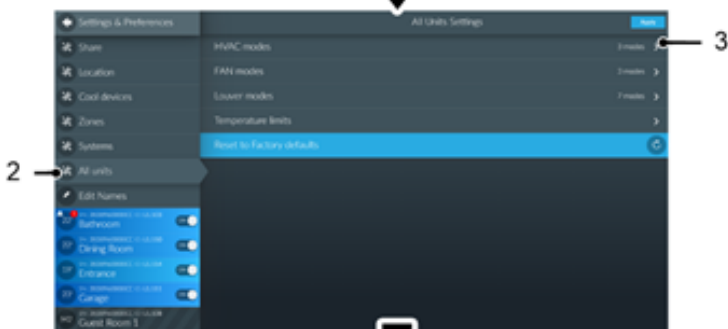 Settings & Preferences
All Units Settings
Apply
Share
HVAC modes
3 modes
3
Location
FAN modes
3 modes
Cool devices
Louver modes
7 modes
Zones
Temperature limits
Systems
Reset to Factory defaults
2
All units
Edit Names
Bathroom
Dining Room
Entrance
Garage
Guest Room 1